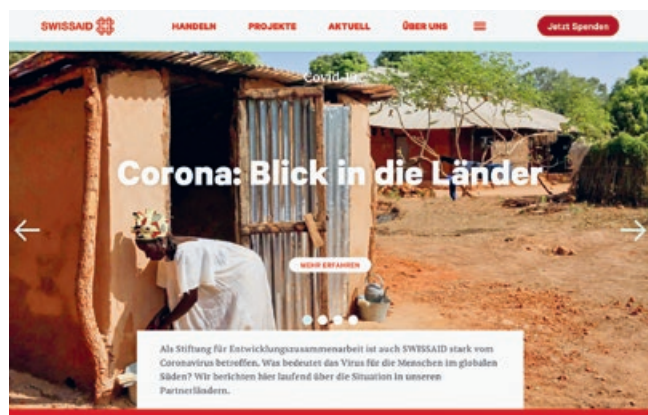 SWISSAID
HANDELN PROJEKTE AKTUELL ÜBER UNS Jetzt Spenden
Covid-19
Corona: Blick in die Länder
MEHR ERFAHREN
Als Stiftung für Entwicklungszusammenarbeit ist auch SWISSAID stark vom
Coronavirus betroffen. Was bedeutet das Virus für die Menschen im globalen
Süden? Wir berichten hier laufend über die Situation in unseren
Partnerländern.